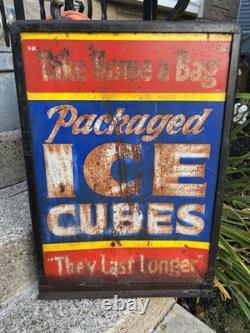 Take Home a Bag
Packaged
ICE
CUBES
"They Last Longer"